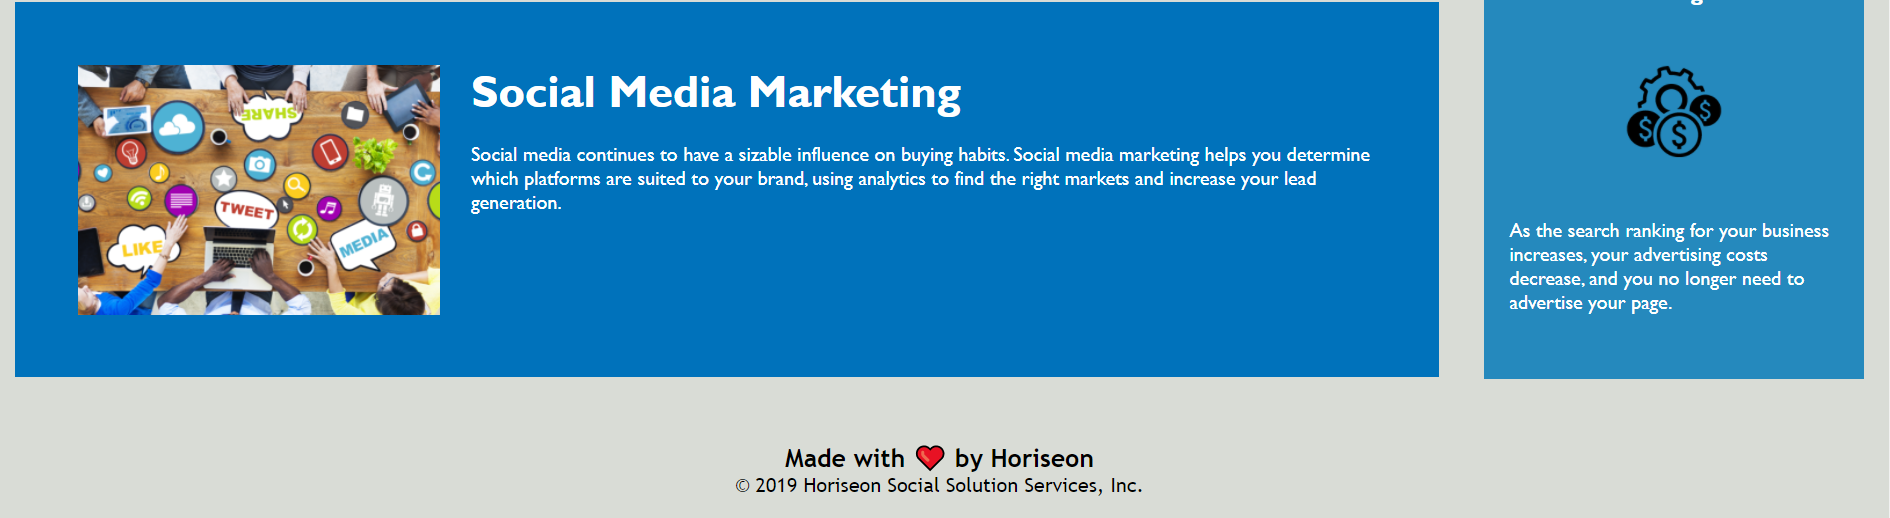 Social Media Marketing
Social media continues to have a sizable influence on buying habits. Social media marketing helps you determine
which platforms are suited to your brand, using analytics to find the right markets and increase your lead
generation.
SHARE
TWEET
LIKE
MEDIA
$
$
$
As the search ranking for your business
increases, your advertising costs
decrease, and you no longer need to
advertise your page.
Made with ❤ by Horiseon
© 2019 Horiseon Social Solution Services, Inc.